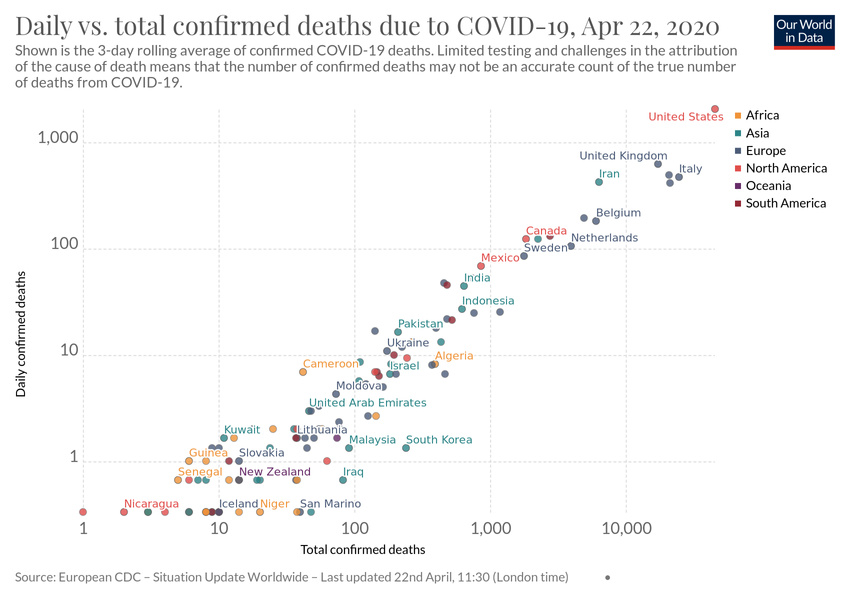 Daily vs. total confirmed deaths due to COVID-19, Apr 22, 2020
Our World
in Data
Shown is the 3-day rolling average of confirmed COVID-19 deaths. Limited testing and challenges in the attribution
of the cause of death means that the number of confirmed deaths may not be an accurate count of the true number
of deaths from COVID-19.
United States
Africa
Asia
Europe
North America
Oceania
South America
1,000
United Kingdom
Italy
Iran
Belgium
Canada
Netherlands
100
Sweden
Mexico
India
Indonesia
Pakistan
Ukraine
10
Algeria
Cameroon
Israel
Moldova
United Arab Emirates
Kuwait
Lithuania
Malaysia
South Korea
Guinea
Slovakia
1
Senegal
New Zealand
Iraq
Nicaragua
Iceland
Niger
San Marino
Daily confirmed deaths
1
10
100
1,000
10,000
Total confirmed deaths
Source: European CDC – Situation Update Worldwide – Last updated 22nd April, 11:30 (London time)